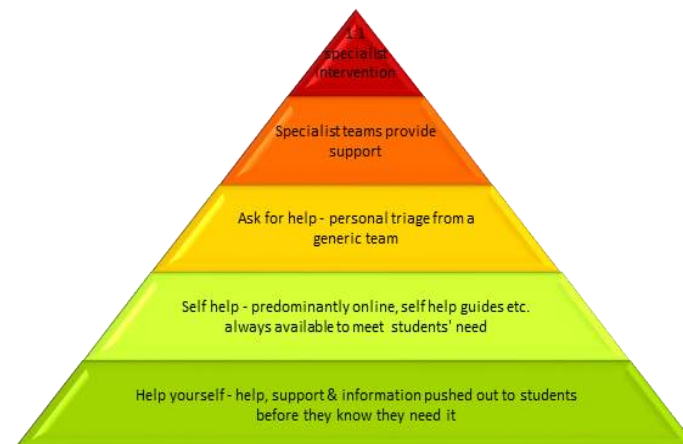 1:1
specialist
intervention
Specialist teams provide
support
Ask for help - personal triage from a
generic team
Self help - predominantly online, self help guides etc.
always available to meet students' need
Help yourself - help, support & information pushed out to students
before they know they need it